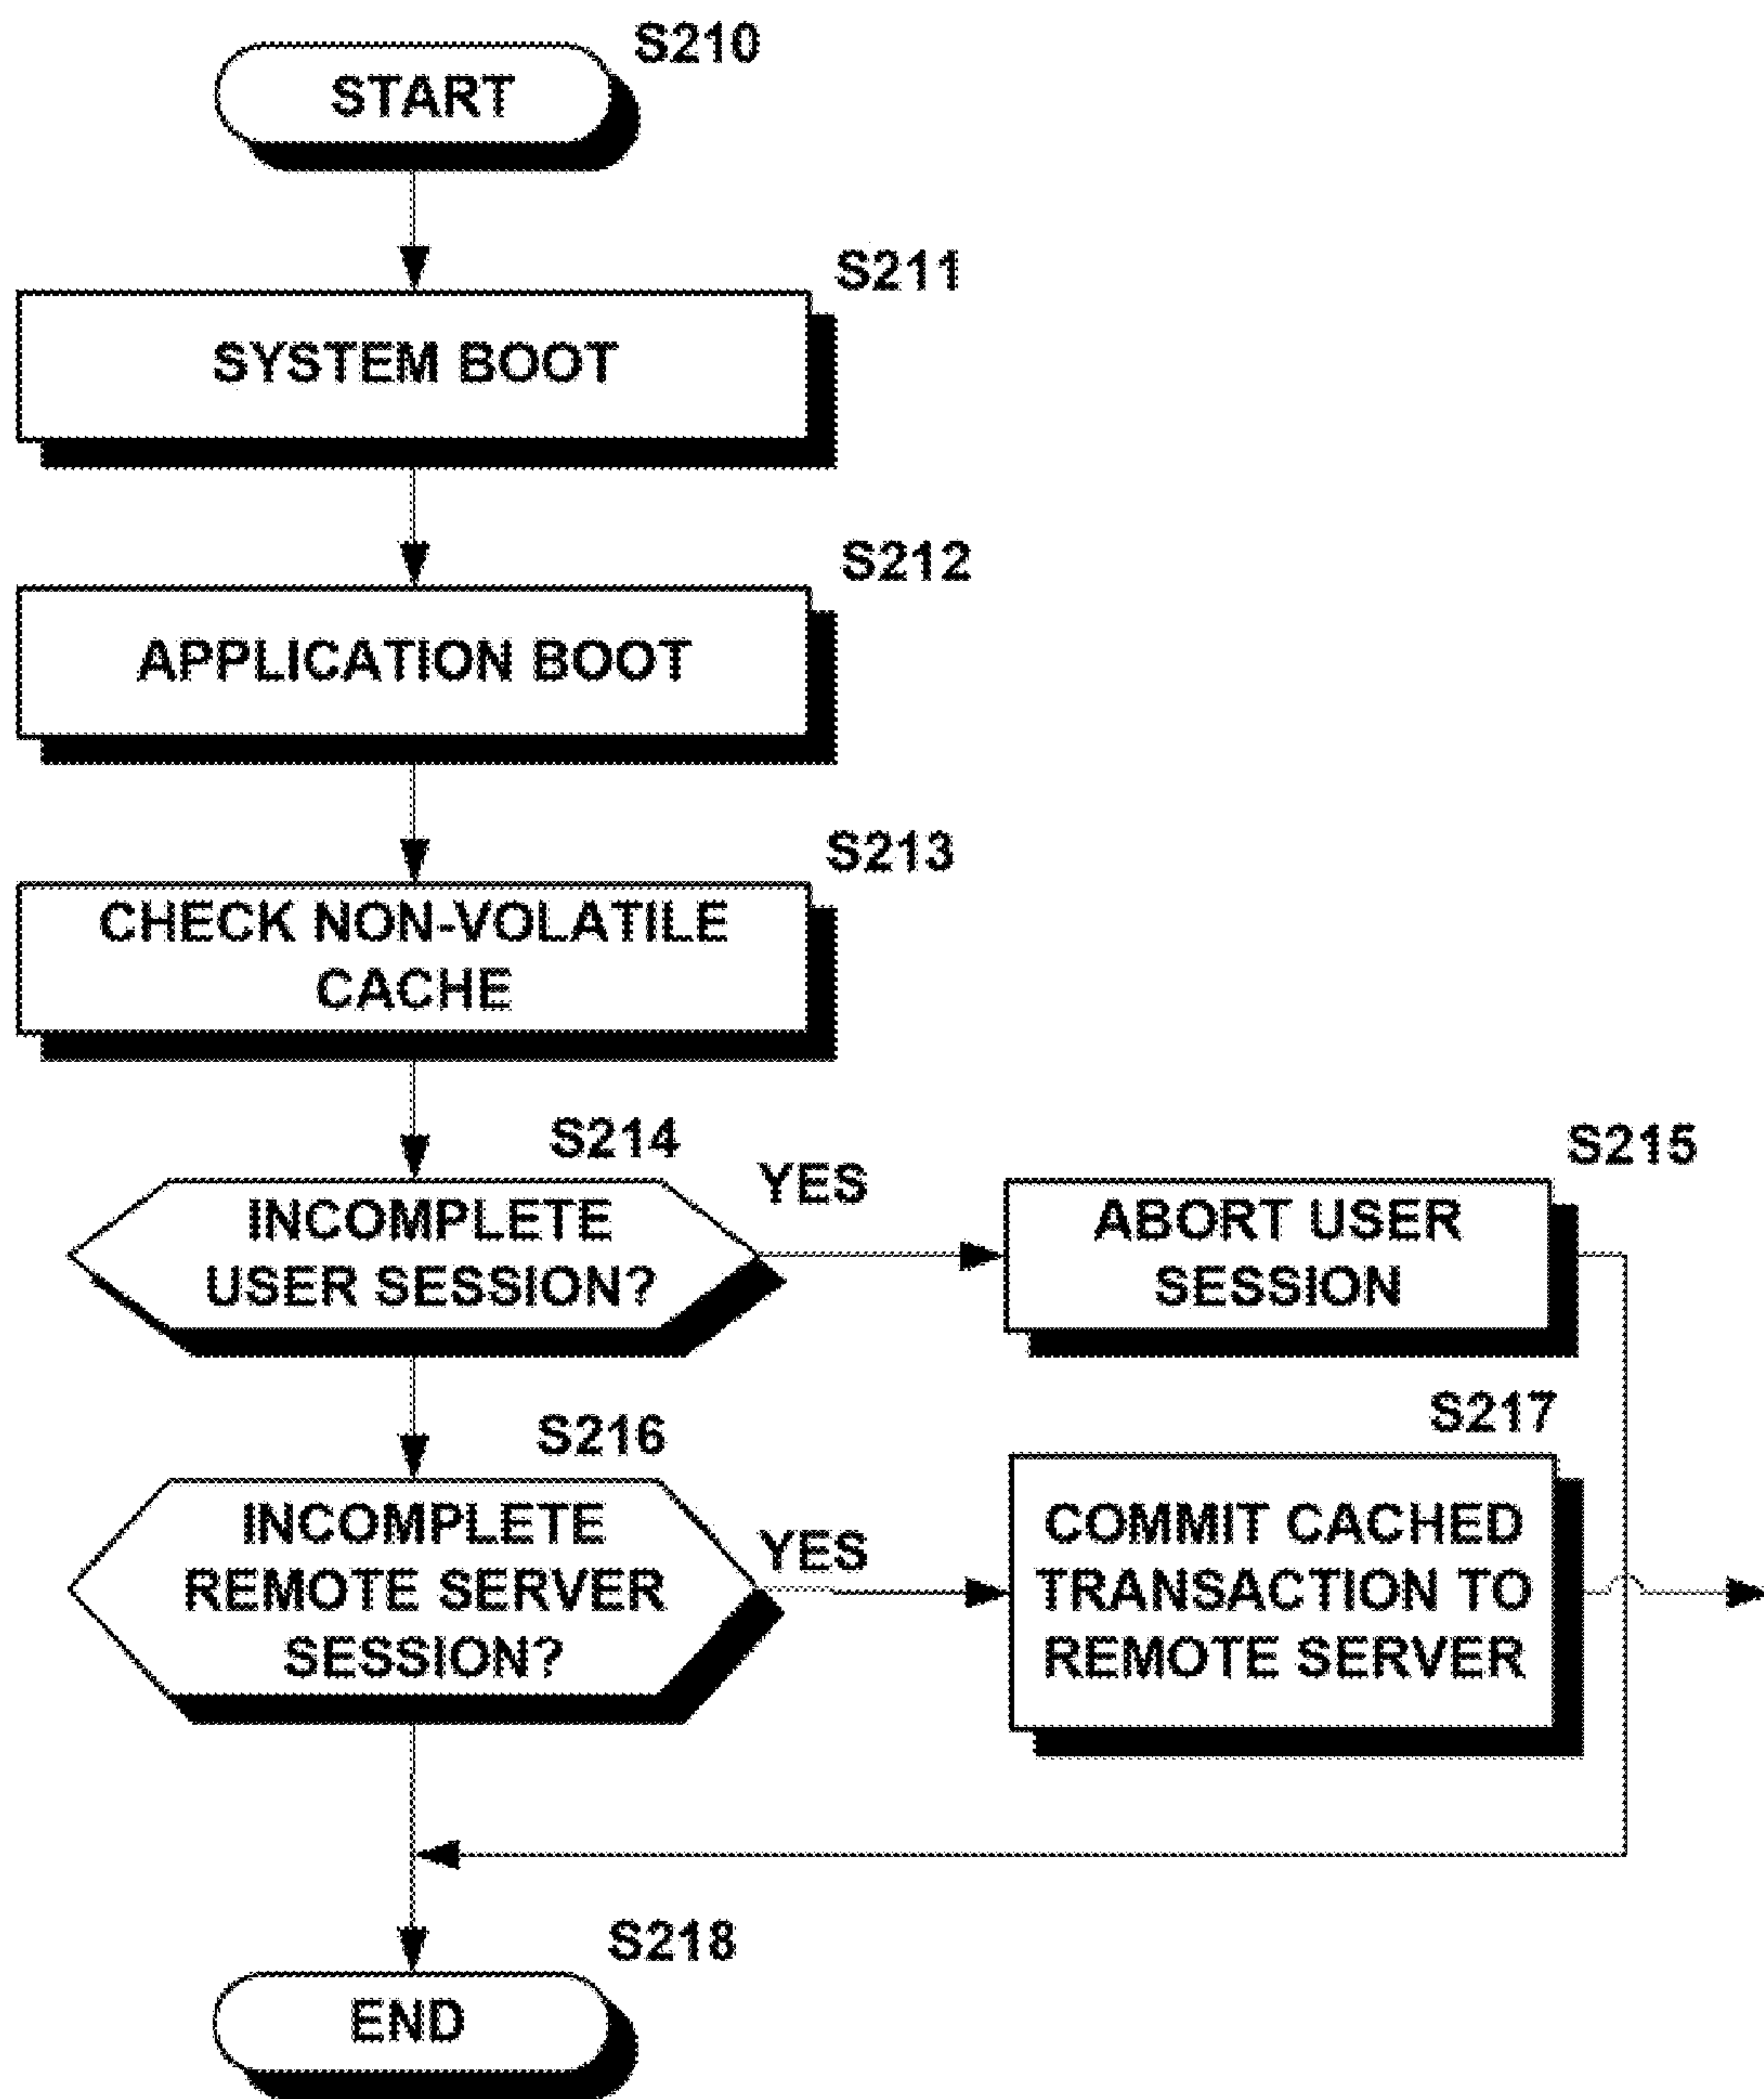 S210
START
S211
SYSTEM BOOT
S212
APPLICATION BOOT
S213
CHECK NON-VOLATILE
CACHE
S214
INCOMPLETE
USER SESSION?
YES
S215
ABORT USER
SESSION
S216
INCOMPLETE
REMOTE SERVER
SESSION?
YES
S217
COMMIT CACHED
TRANSACTION TO
REMOTE SERVER
S218
END